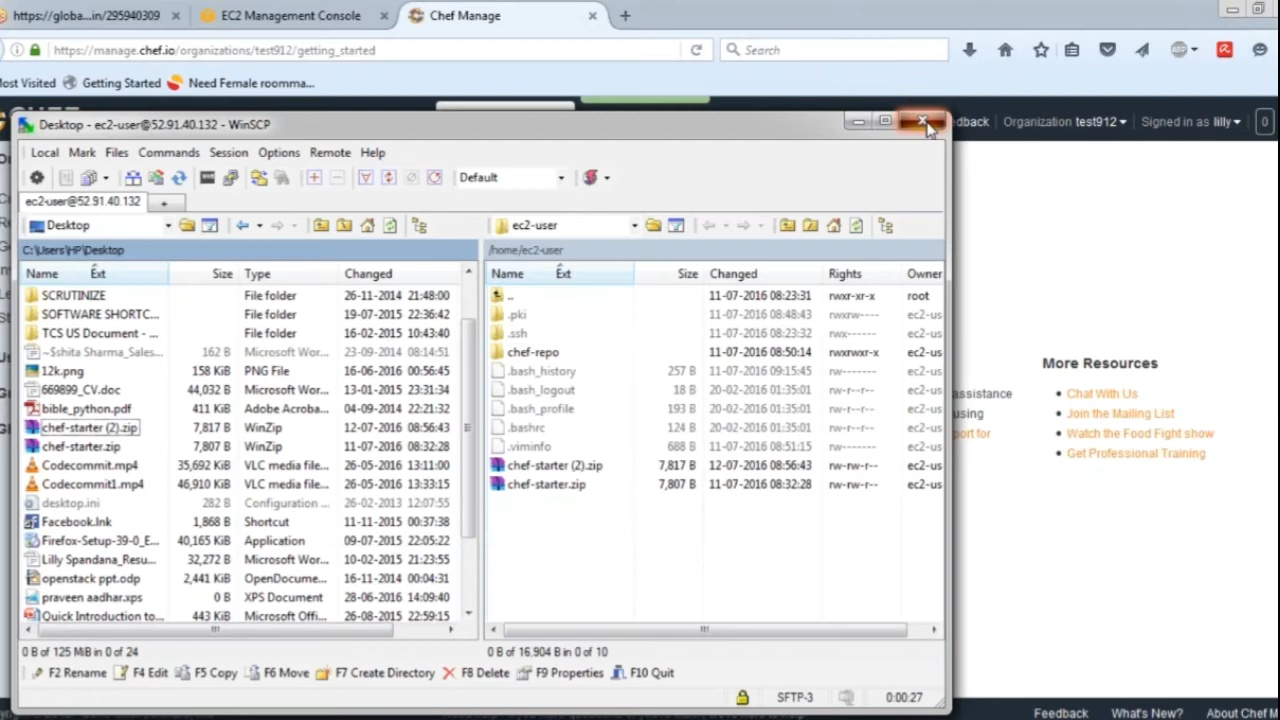 https://globa...in/295940309
EC2 Management Console
Chef Manage
https://manage.chef.io/organizations/test912/getting_started
Search
ost Visited
Getting Started
Need Female roomma...
dback
Organization test912
Signed in as lilly
0
Desktop - ec2-user@52.91.40.132 - WinSCP
Local Mark Files Commands Session Options Remote Help
Default
ec2-user@52.91.40.132
Desktop
ec2-user
C:\Users\HP\Desktop
/home/ec2-user
Name Ext Size Type Changed
SCRUTINIZE File folder 26-11-2014 21:48:00
SOFTWARE SHORTC... File folder 19-07-2015 22:36:42
TCS US Document - ... File folder 16-02-2015 10:43:40
~$shita Sharma_Sales... 162 B Microsoft Wor... 23-09-2014 08:14:51
12k.png 158 KiB PNG File 16-06-2016 00:56:45
669899_CV.doc 44,032 B Microsoft Wor... 13-01-2015 23:31:34
bible_python.pdf 411 KiB Adobe Acroba... 04-09-2014 22:21:32
chef-starter (2).zip 7,817 B WinZip 12-07-2016 08:56:43
chef-starter.zip 7,807 B WinZip 11-07-2016 08:32:28
Codecommit.mp4 35,692 KiB VLC media file... 26-05-2016 13:11:00
Codecommit1.mp4 46,910 KiB VLC media file... 26-05-2016 13:33:15
desktop.ini 282 B Configuration ... 26-02-2013 12:07:55
Facebook.lnk 1,868 B Shortcut 11-11-2015 00:37:38
Firefox-Setup-39-0_E... 40,165 KiB Application 09-07-2015 22:05:22
Lilly Spandana_Resu... 32,272 B Microsoft Wor... 10-02-2015 21:23:55
openstack ppt.odp 2,441 KiB OpenDocume... 16-11-2014 00:04:31
praveen aadhar.xps 0 B XPS Document 28-06-2016 14:09:40
Quick Introduction to... 443 KiB Microsoft Offi... 26-08-2015 22:59:15
Name Ext Size Changed Rights Owner
.. 11-07-2016 08:23:31 rwxr-xr-x root
.pki 11-07-2016 08:48:43 rwxrw---- ec2-us
.ssh 11-07-2016 08:23:32 rwx------ ec2-us
chef-repo 11-07-2016 08:50:14 rwxrwxr-x ec2-us
.bash_history 257 B 11-07-2016 09:15:45 rw------- ec2-us
.bash_logout 18 B 20-02-2016 01:35:01 rw-r--r-- ec2-us
.bash_profile 193 B 20-02-2016 01:35:01 rw-r--r-- ec2-us
.bashrc 124 B 20-02-2016 01:35:01 rw-r--r-- ec2-us
.viminfo 688 B 11-07-2016 08:51:15 rw------- ec2-us
chef-starter (2).zip 7,817 B 12-07-2016 08:56:43 rw-rw-r-- ec2-us
chef-starter.zip 7,807 B 11-07-2016 08:32:28 rw-rw-r-- ec2-us
0 B of 125 MiB in 0 of 24
0 B of 16.904 B in 0 of 10
F2 Rename F4 Edit F5 Copy F6 Move F7 Create Directory F8 Delete F9 Properties F10 Quit
SFTP-3 0:00:27
More Resources
Chat With Us
Join the Mailing List
Watch the Food Fight show
Get Professional Training
assistance
using
port for
Feedback What's New? About Chef M